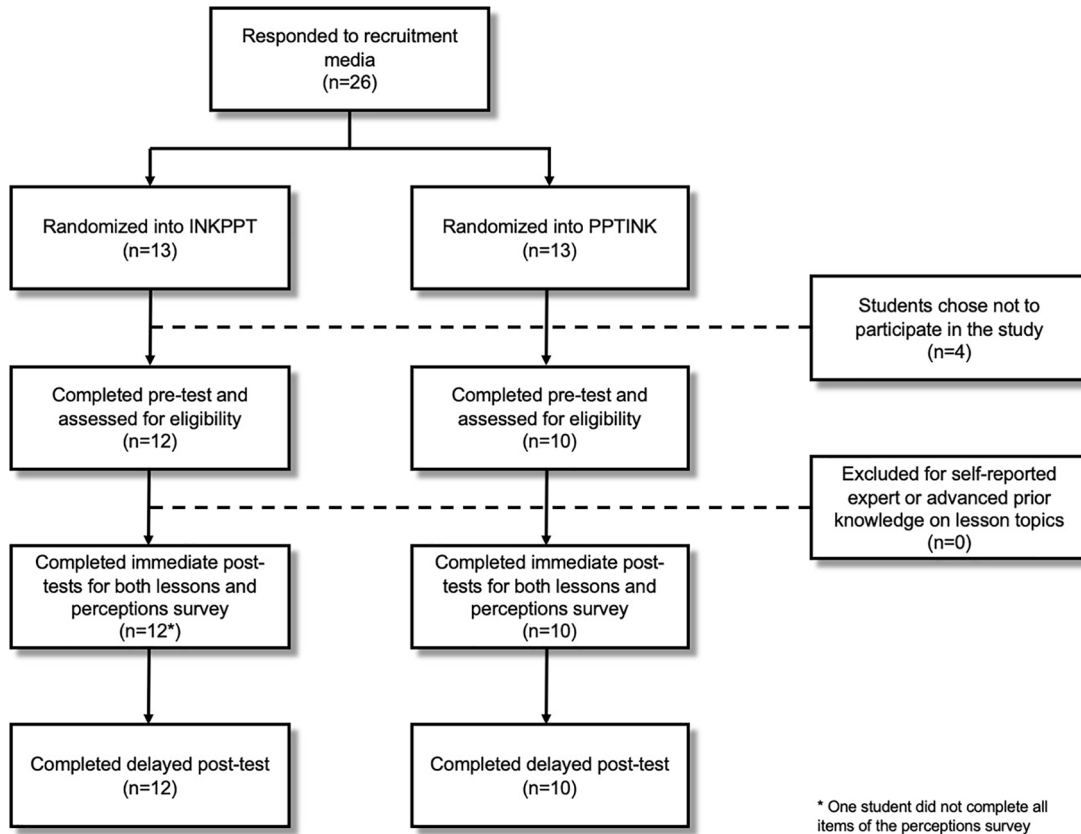 Responded to recruitment
media
(n=26)
Randomized into INKPPT
(n=13)
Randomized into PPTINK
(n=13)
Students chose not to
participate in the study
(n=4)
Completed pre-test and
assessed for eligibility
(n=12)
Completed pre-test and
assessed for eligibility
(n=10)
Excluded for self-reported
expert or advanced prior
knowledge on lesson topics
(n=0)
Completed immediate post-
tests for both lessons and
perceptions survey
(n=12*)
Completed immediate post-
tests for both lessons and
perceptions survey
(n=10)
Completed delayed post-test
(n=12)
Completed delayed post-test
(n=10)
* One student did not complete all
items of the perceptions survey